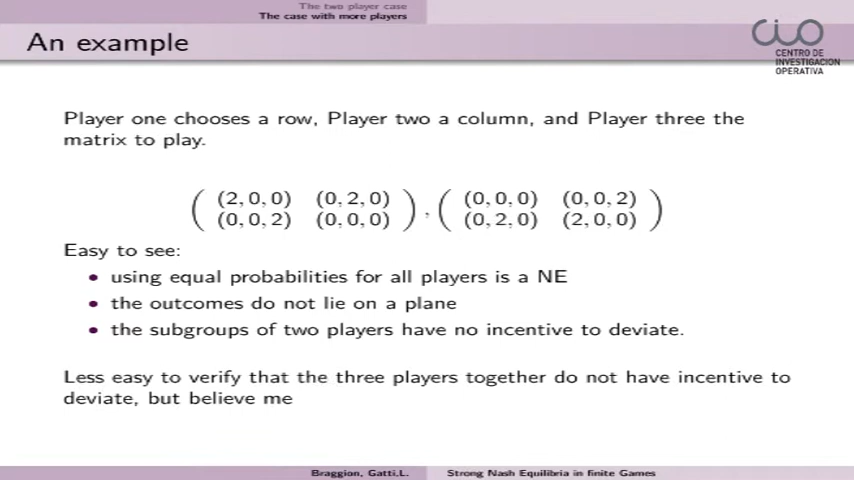 The two player case
The case with more players
An example
CIO
CENTRO DE
INVESTIGACION
OPERATIVA
Player one chooses a row, Player two a column, and Player three the
matrix to play.
( (2, 0, 0) (0, 2, 0) ) , ( (0, 0, 0) (0, 0, 2) )
( (0, 0, 2) (0, 0, 0) ) , ( (0, 2, 0) (2, 0, 0) )
Easy to see:
• using equal probabilities for all players is a NE
• the outcomes do not lie on a plane
• the subgroups of two players have no incentive to deviate.
Less easy to verify that the three players together do not have incentive to
deviate, but believe me
Braggion, Gatti,L. Strong Nash Equilibria in finite Games